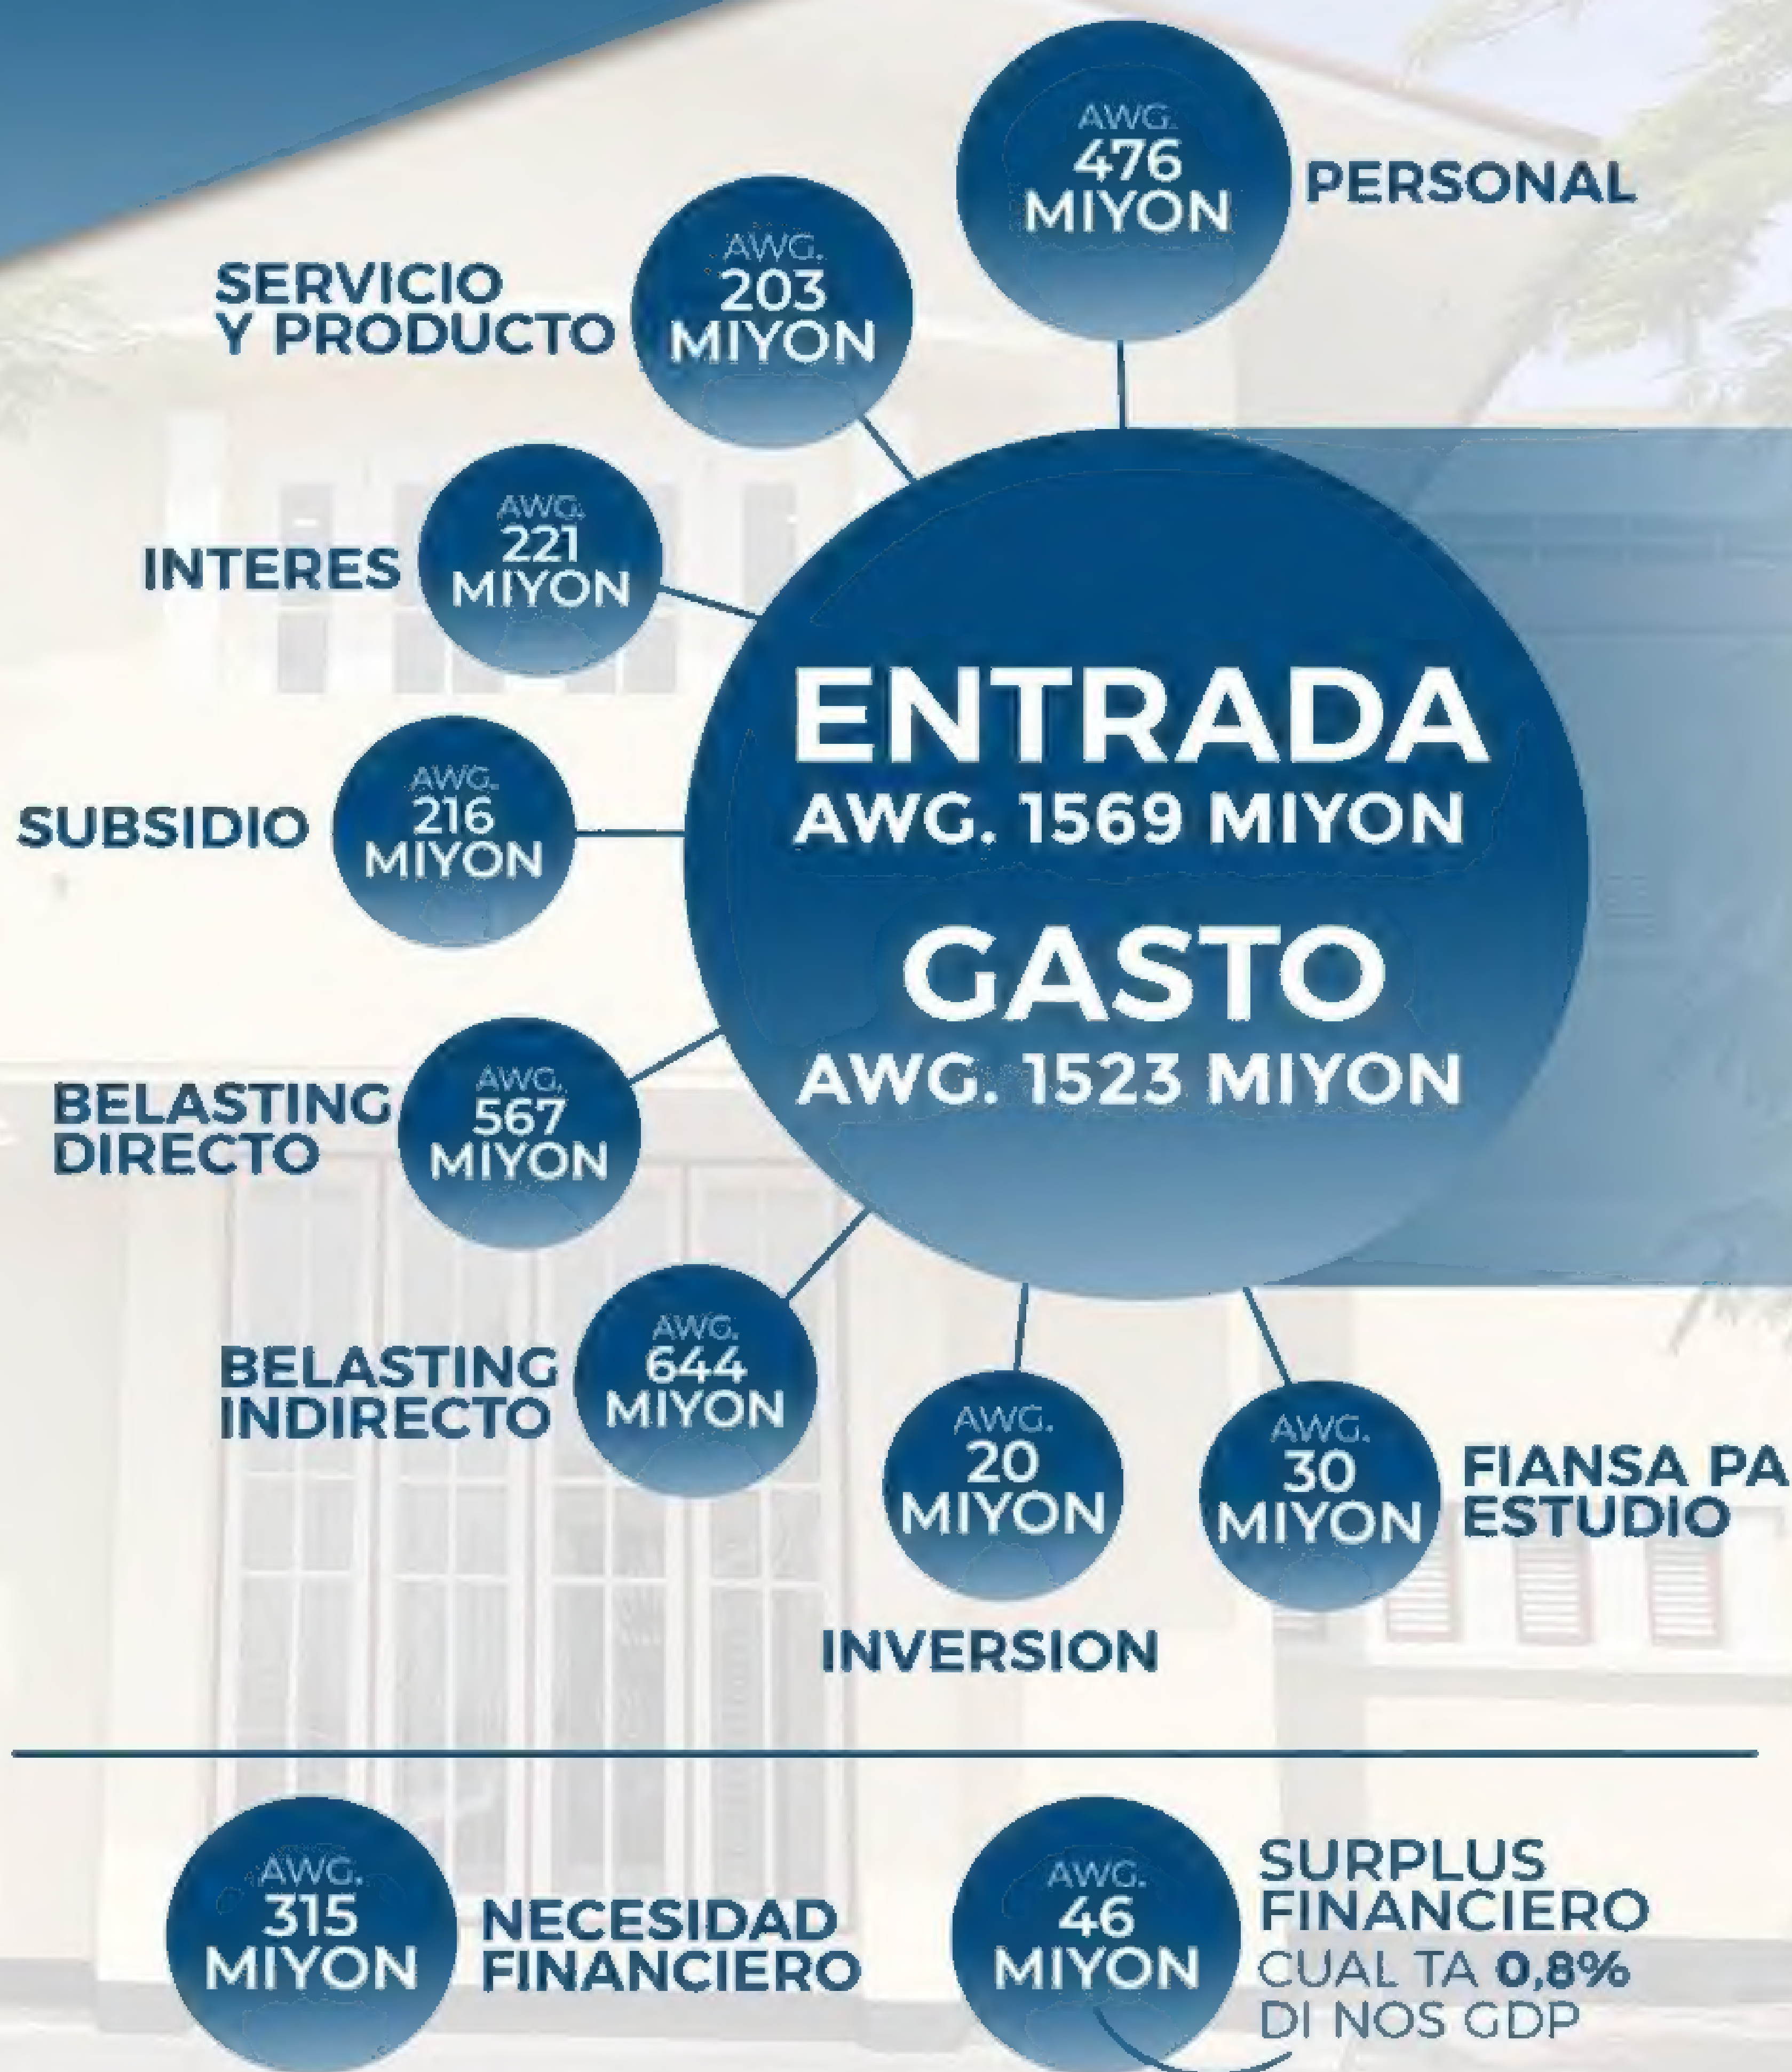 AWG.
476
MIYON
PERSONAL
SERVICIO
Y PRODUCTO
AWG.
203
MIYON
INTERES
AWG.
221
MIYON
SUBSIDIO
AWG.
216
MIYON
ENTRADA
AWG. 1569 MIYON
GASTO
AWG. 1523 MIYON
BELASTING
DIRECTO
AWG.
567
MIYON
BELASTING
INDIRECTO
AWG.
644
MIYON
AWG.
20
MIYON
INVERSION
AWG.
30
MIYON
FIANSA PA
ESTUDIO
AWG.
315
MIYON
NECESIDAD
FINANCIERO
AWG.
46
MIYON
SURPLUS
FINANCIERO
CUAL TA 0,8%
DI NOS GDP